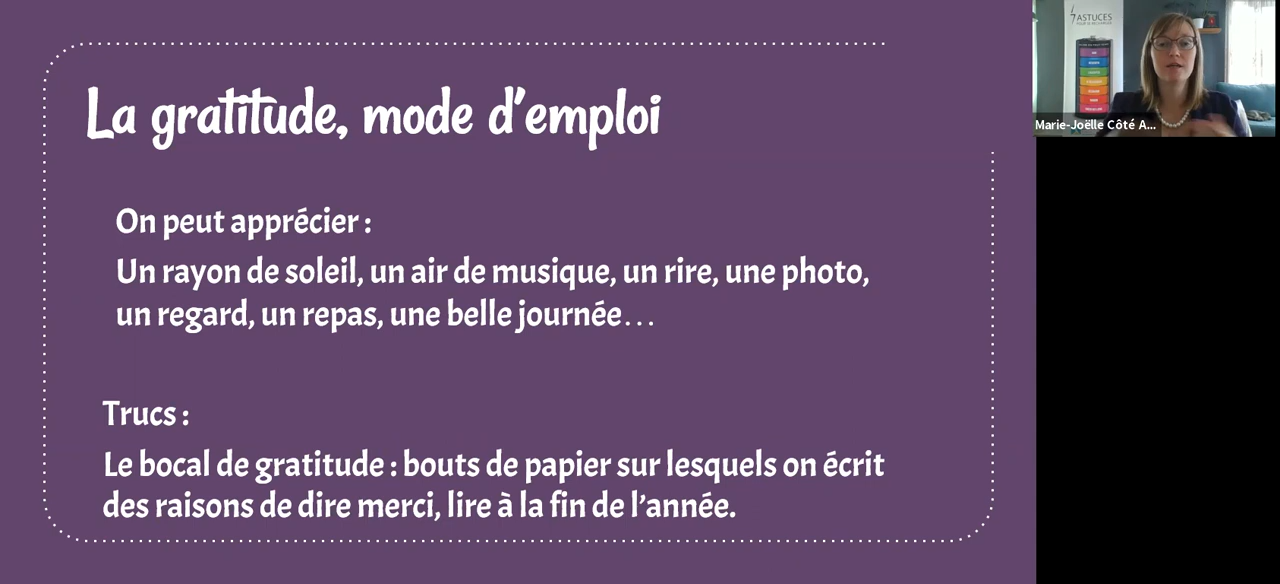 La gratitude, mode d'emploi
On peut apprécier :
Un rayon de soleil, un air de musique, un rire, une photo,
un regard, un repas, une belle journée…
Trucs :
Le bocal de gratitude : bouts de papier sur lesquels on écrit
des raisons de dire merci, lire à la fin de l'année.
7 ASTUCES
Marie-Joëlle Côté A...